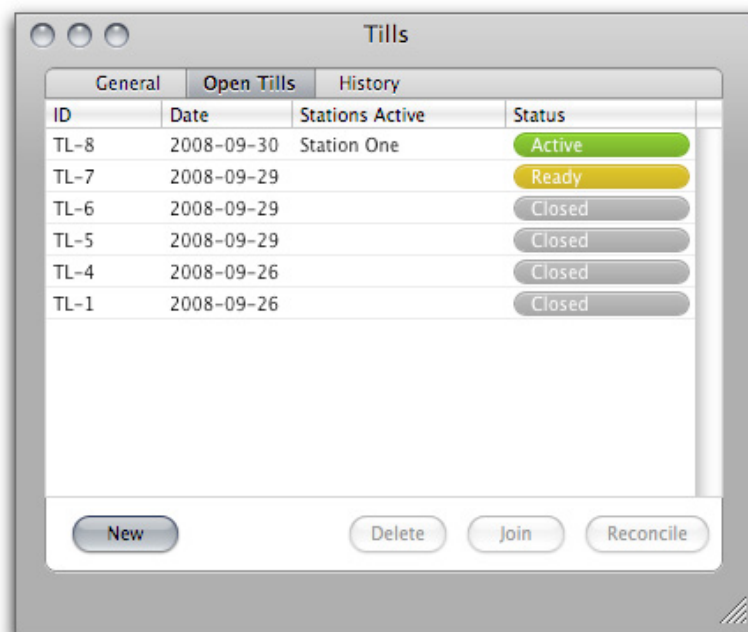 Tills
General Open Tills History
ID Date Stations Active Status
TL-8 2008-09-30 Station One Active
TL-7 2008-09-29 Ready
TL-6 2008-09-29 Closed
TL-5 2008-09-29 Closed
TL-4 2008-09-26 Closed
TL-1 2008-09-26 Closed
New Delete Join Reconcile